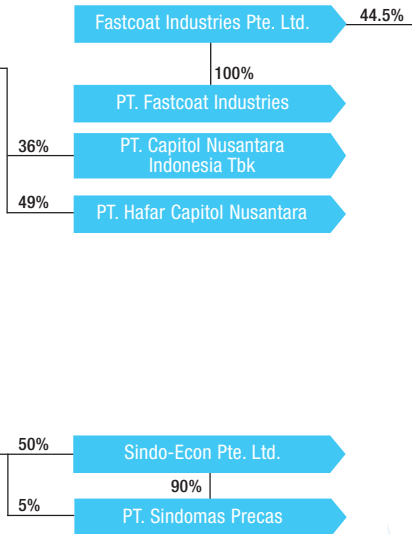 Fastcoat Industries Pte. Ltd.
44.5%
100%
PT. Fastcoat Industries
36%
PT. Capitol Nusantara
Indonesia Tbk
49%
PT. Hafar Capitol Nusantara
50%
Sindo-Econ Pte. Ltd.
90%
5%
PT. Sindomas Precas